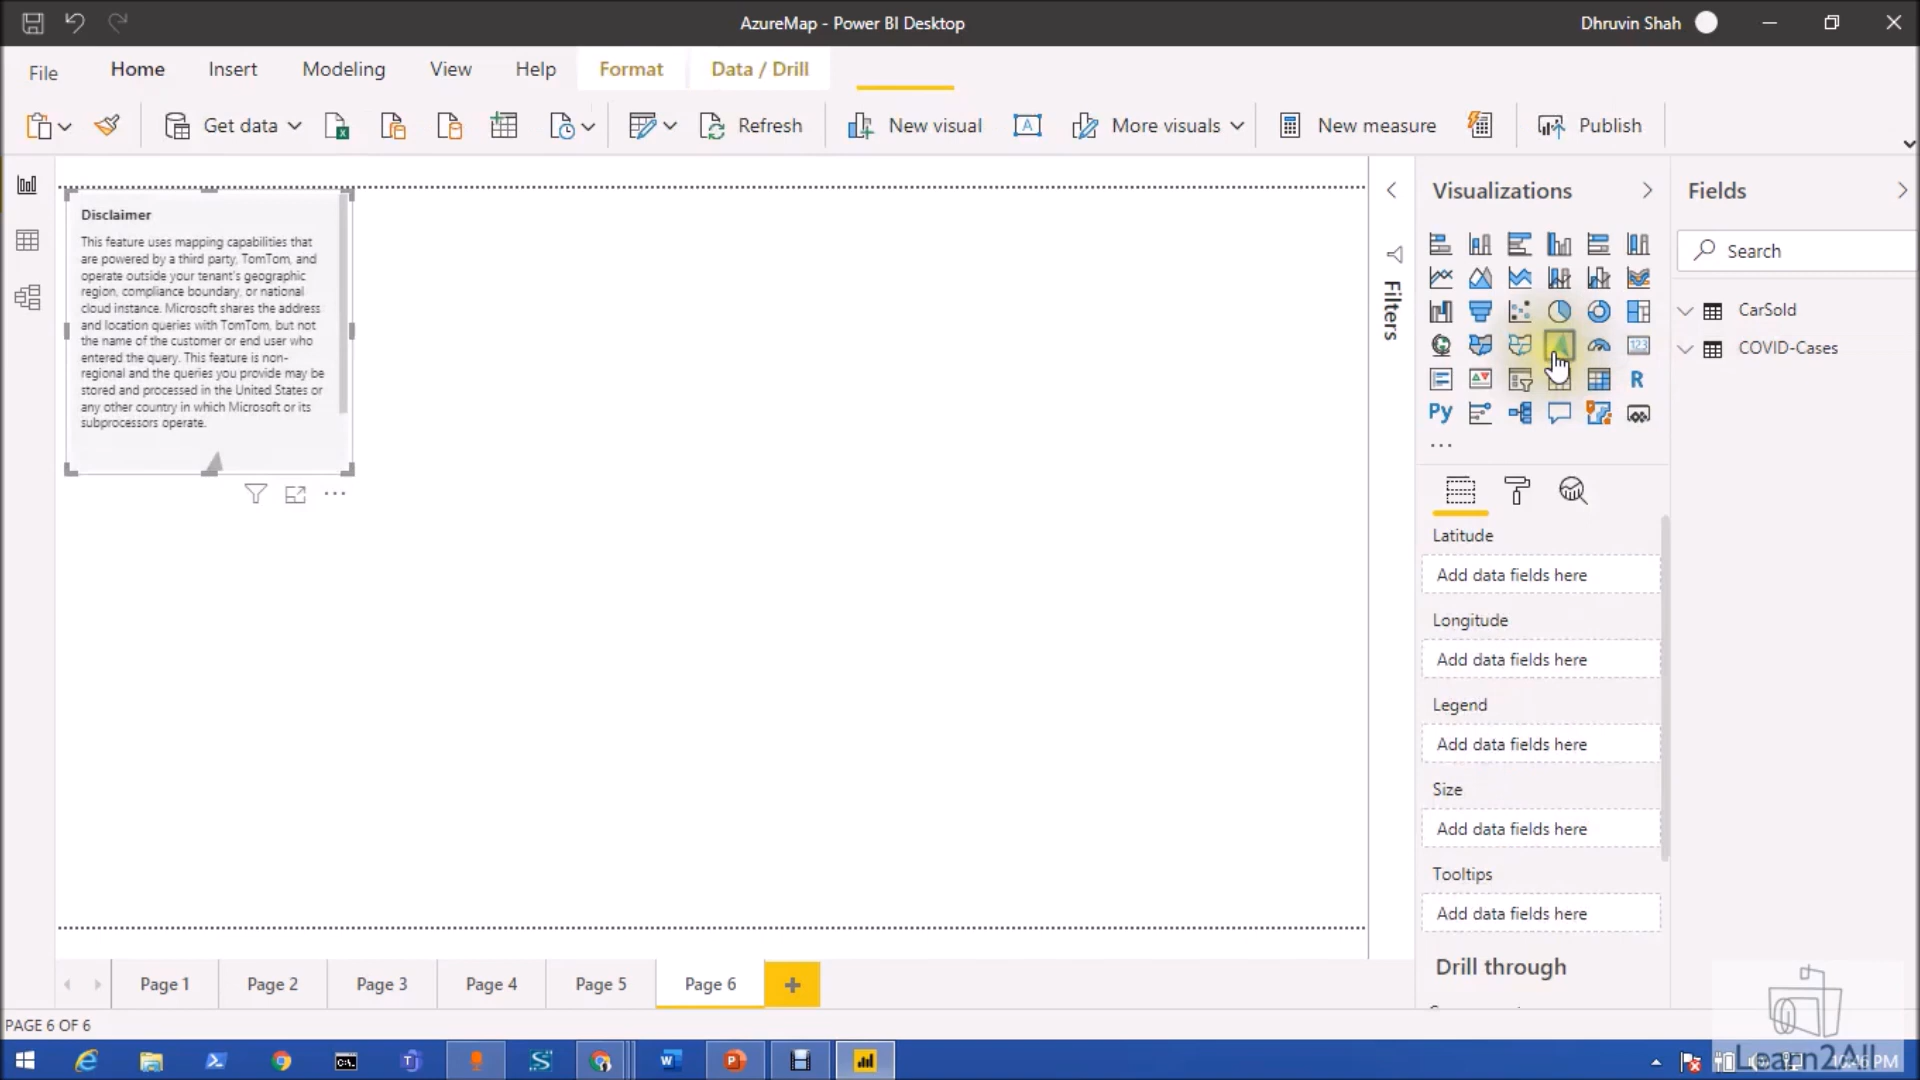 AzureMap - Power BI Desktop
Dhruvin Shah
File
Home
Insert
Modeling
View
Help
Format
Data / Drill
Get data
Refresh
New visual
More visuals
New measure
Publish
Disclaimer
This feature uses mapping capabilities that
are powered by a third party, TomTom, and
operate outside your tenant's geographic
region, compliance boundary, or national
cloud instance. Microsoft shares the address
and location queries with TomTom, but not
the name of the customer or end user who
entered the query. This feature is non-
regional and the queries you provide may be
stored and processed in the United States or
any other country in which Microsoft or its
subprocessors operate.
Filters
Visualizations
123
R
Py
Latitude
Add data fields here
Longitude
Add data fields here
Legend
Add data fields here
Size
Add data fields here
Tooltips
Add data fields here
Drill through
Fields
Search
CarSold
COVID-Cases
Page 1
Page 2
Page 3
Page 4
Page 5
Page 6
PAGE 6 OF 6
Learn2All